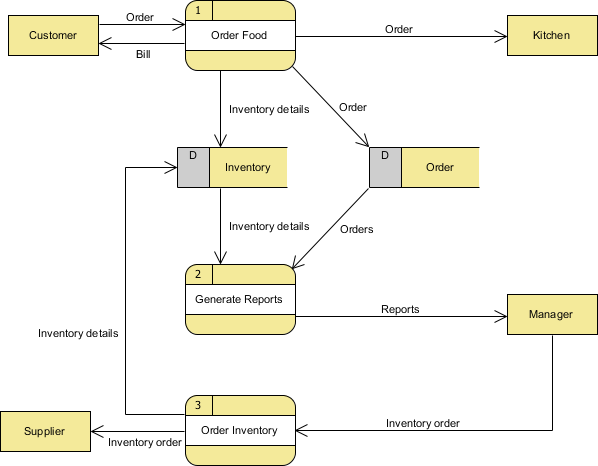 1
Order
Order
Customer
Order Food
Kitchen
Bill
Inventory details
Order
D
D
Inventory
Order
Inventory details
Orders
2
Generate Reports
Reports
Manager
Inventory details
3
Inventory order
Supplier
Order Inventory
Inventory order